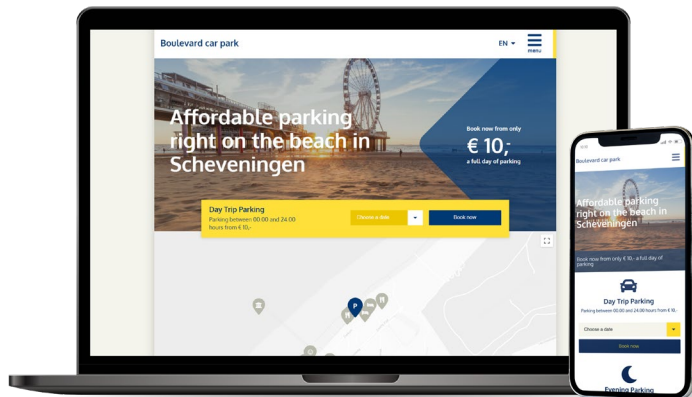 Boulevard car park
EN
menu
Affordable parking
right on the beach in
Scheveningen
Book now from only
€ 10,-
a full day of parking
Day Trip Parking
Parking between 00:00 and 24:00
hours from € 10,-
Choose a date
Book now
P
Boulevard car park
Affordable parking
right on the beach in
Scheveningen
Book now from only € 10,- a full day of
parking
Day Trip Parking
Parking between 00:00 and 24:00 hours from € 10,-
Choose a date
Book now
Evening Parking